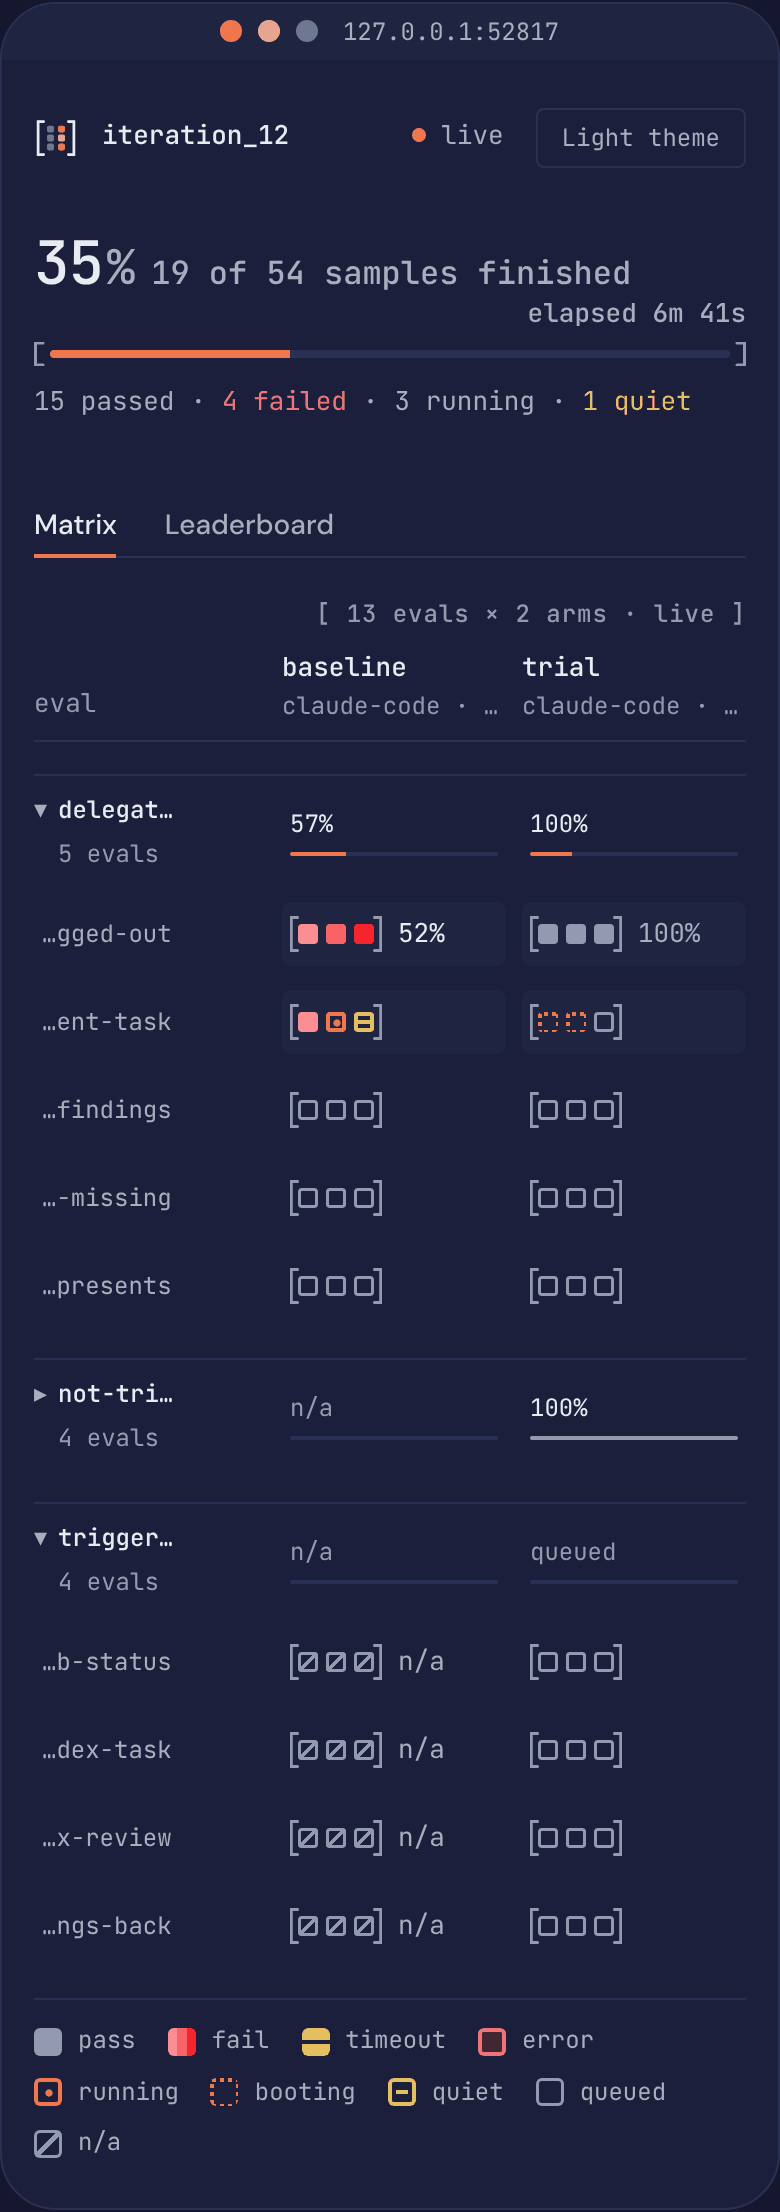 127.0.0.1:52817
iteration_12 live Light theme
35% 19 of 54 samples finished
elapsed 6m 41s
15 passed · 4 failed · 3 running · 1 quiet
Matrix Leaderboard
[ 13 evals × 2 arms · live ]
baseline trial
eval claude-code · … claude-code · …
▼ delegat… 57% 100%
5 evals
…gged-out 52% 100%
…ent-task
…findings
…-missing
…presents
▶ not-tri… n/a 100%
4 evals
▼ trigger… n/a queued
4 evals
…b-status n/a
…dex-task n/a
…x-review n/a
…ngs-back n/a
pass fail timeout error
running booting quiet queued
n/a